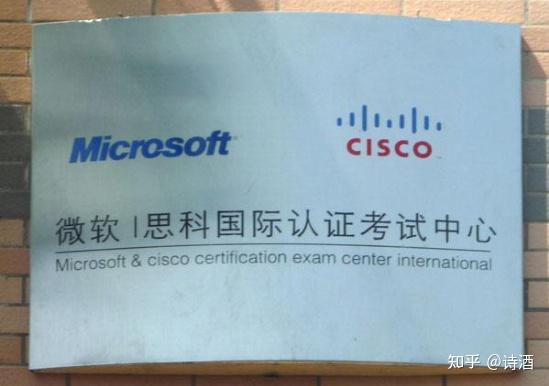 Microsoft
CISCO
微软 | 思科国际认证考试中心
Microsoft & cisco certification exam center international
知乎 @诗酒